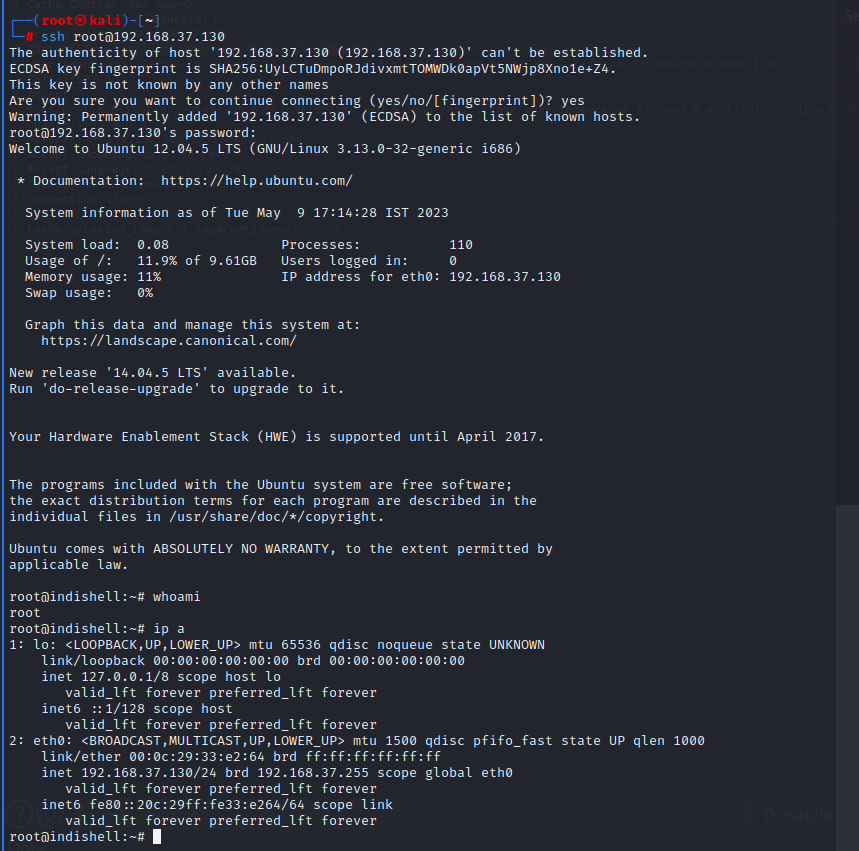 ┌──(root㉿kali)-[~]
└─# ssh root@192.168.37.130
The authenticity of host '192.168.37.130 (192.168.37.130)' can't be established.
ECDSA key fingerprint is SHA256:UyLCTuDmpoRJdivxmtTOMWDk0apVt5NWjp8Xno1e+Z4.
This key is not known by any other names
Are you sure you want to continue connecting (yes/no/[fingerprint])? yes
Warning: Permanently added '192.168.37.130' (ECDSA) to the list of known hosts.
root@192.168.37.130's password:
Welcome to Ubuntu 12.04.5 LTS (GNU/Linux 3.13.0-32-generic i686)
 * Documentation:  https://help.ubuntu.com/
  System information as of Tue May  9 17:14:28 IST 2023
  System load:  0.08              Processes:           110
  Usage of /:   11.9% of 9.61GB   Users logged in:     0
  Memory usage: 11%               IP address for eth0: 192.168.37.130
  Swap usage:   0%
  Graph this data and manage this system at:
    https://landscape.canonical.com/
New release '14.04.5 LTS' available.
Run 'do-release-upgrade' to upgrade to it.
Your Hardware Enablement Stack (HWE) is supported until April 2017.
The programs included with the Ubuntu system are free software;
the exact distribution terms for each program are described in the
individual files in /usr/share/doc/*/copyright.
Ubuntu comes with ABSOLUTELY NO WARRANTY, to the extent permitted by
applicable law.
root@indishell:~# whoami
root
root@indishell:~# ip a
1: lo: <LOOPBACK,UP,LOWER_UP> mtu 65536 qdisc noqueue state UNKNOWN
    link/loopback 00:00:00:00:00:00 brd 00:00:00:00:00:00
    inet 127.0.0.1/8 scope host lo
       valid_lft forever preferred_lft forever
    inet6 ::1/128 scope host
       valid_lft forever preferred_lft forever
2: eth0: <BROADCAST,MULTICAST,UP,LOWER_UP> mtu 1500 qdisc pfifo_fast state UP qlen 1000
    link/ether 00:0c:29:33:e2:64 brd ff:ff:ff:ff:ff:ff
    inet 192.168.37.130/24 brd 192.168.37.255 scope global eth0
       valid_lft forever preferred_lft forever
    inet6 fe80::20c:29ff:fe33:e264/64 scope link
       valid_lft forever preferred_lft forever
root@indishell:~#